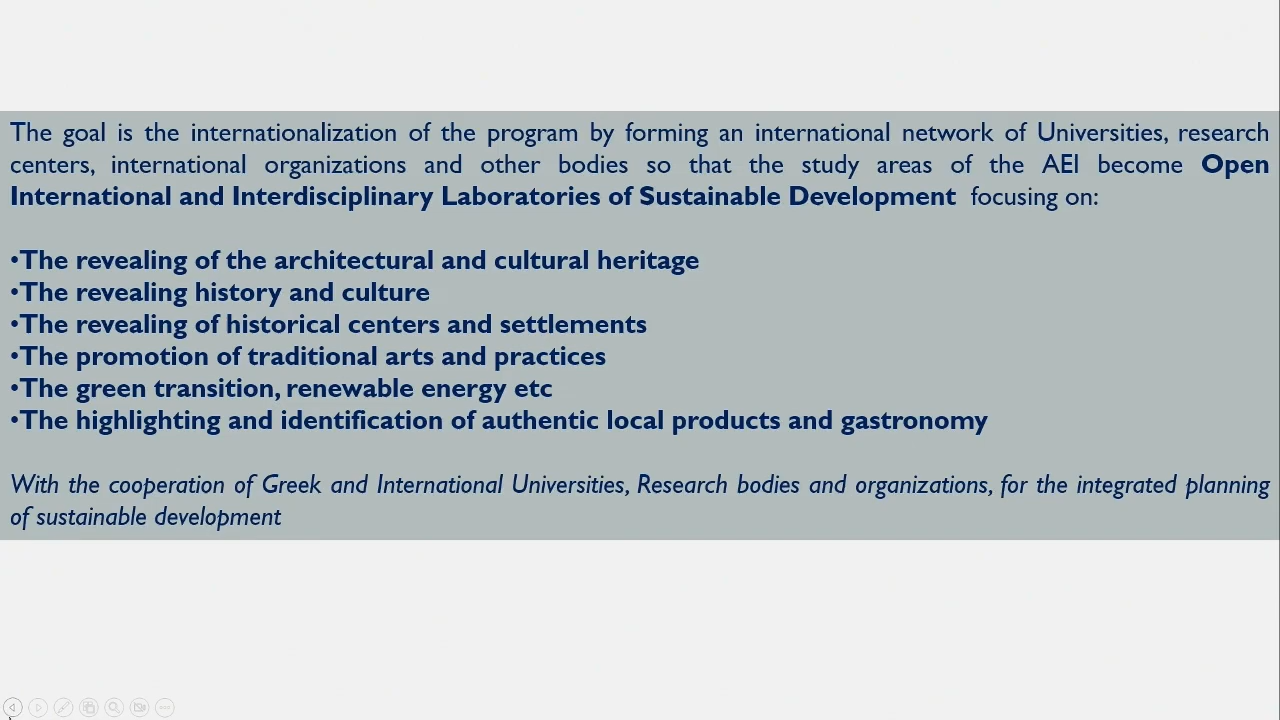 The goal is the internationalization of the program by forming an international network of Universities, research
centers, international organizations and other bodies so that the study areas of the AEI become Open
International and Interdisciplinary Laboratories of Sustainable Development focusing on:
•The revealing of the architectural and cultural heritage
•The revealing history and culture
•The revealing of historical centers and settlements
•The promotion of traditional arts and practices
•The green transition, renewable energy etc
•The highlighting and identification of authentic local products and gastronomy
With the cooperation of Greek and International Universities, Research bodies and organizations, for the integrated planning
of sustainable development